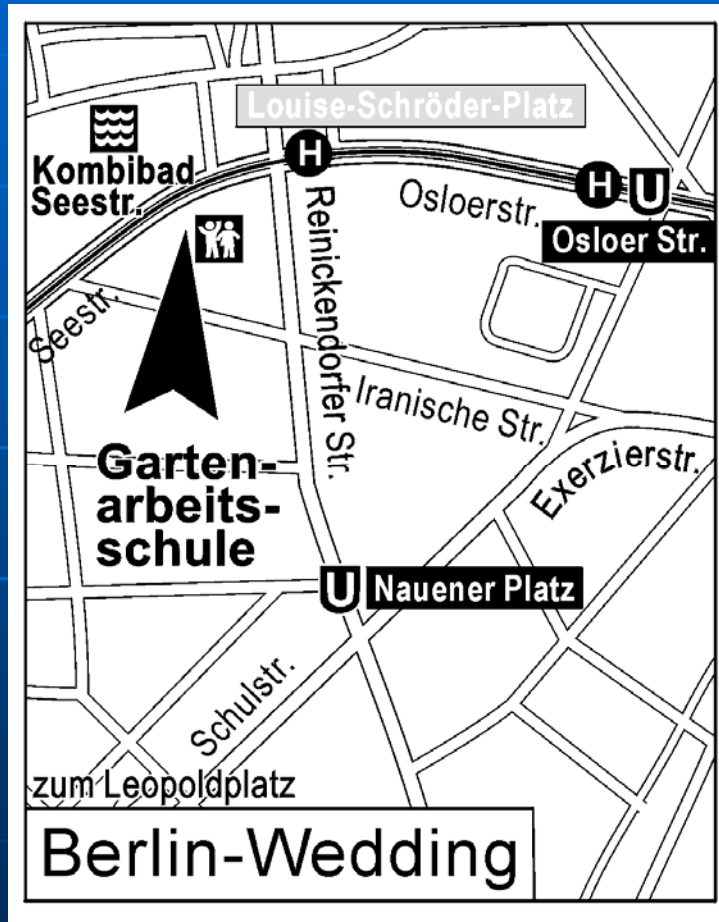 Louise-Schröder-Platz
H
Kombibad
Seestr.
Reinickendorfer Str.
Osloerstr.
H U
Osloer Str.
Seestr.
Iranische Str.
Garten-
arbeits-
schule
Exerzierstr.
U Nauener Platz
Schulstr.
zum Leopoldplatz
Berlin-Wedding